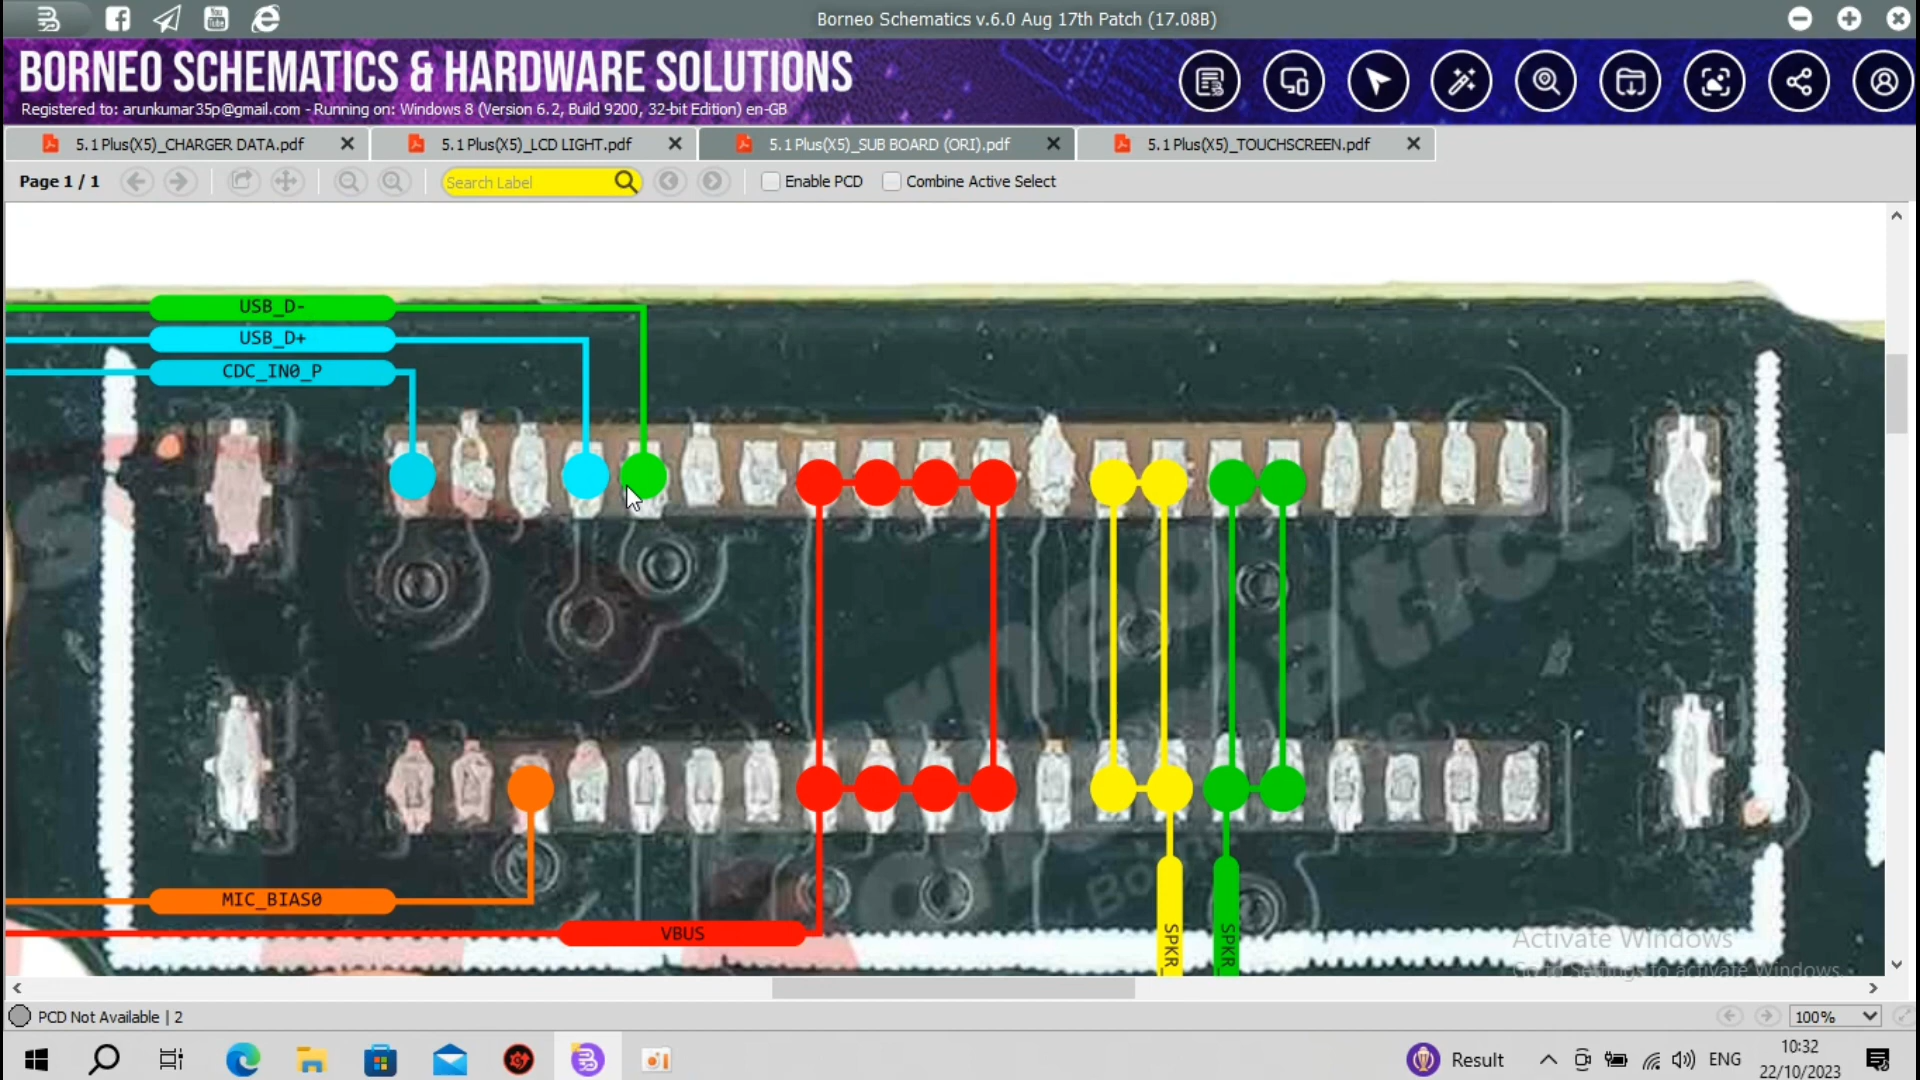 Borneo Schematics v.6.0 Aug 17th Patch (17.08B)
BORNEO SCHEMATICS & HARDWARE SOLUTIONS
Registered to: arunkumar35p@gmail.com - Running on: Windows 8 (Version 6.2, Build 9200, 32-bit Edition) en-GB
5.1 Plus(X5)_CHARGER DATA.pdf
5.1 Plus(X5)_LCD LIGHT.pdf
5.1 Plus(X5)_SUB BOARD (ORI).pdf
5.1 Plus(X5)_TOUCHSCREEN.pdf
Page 1 / 1
Search Label
Enable PCD
Combine Active Select
USB_D-
USB_D+
CDC_IN0_P
MIC_BIAS0
VBUS
SPKR
SPKR
Activate Windows
Go to Settings to activate Windows.
PCD Not Available | 2
100%
Result
ENG
10:32
22/10/2023